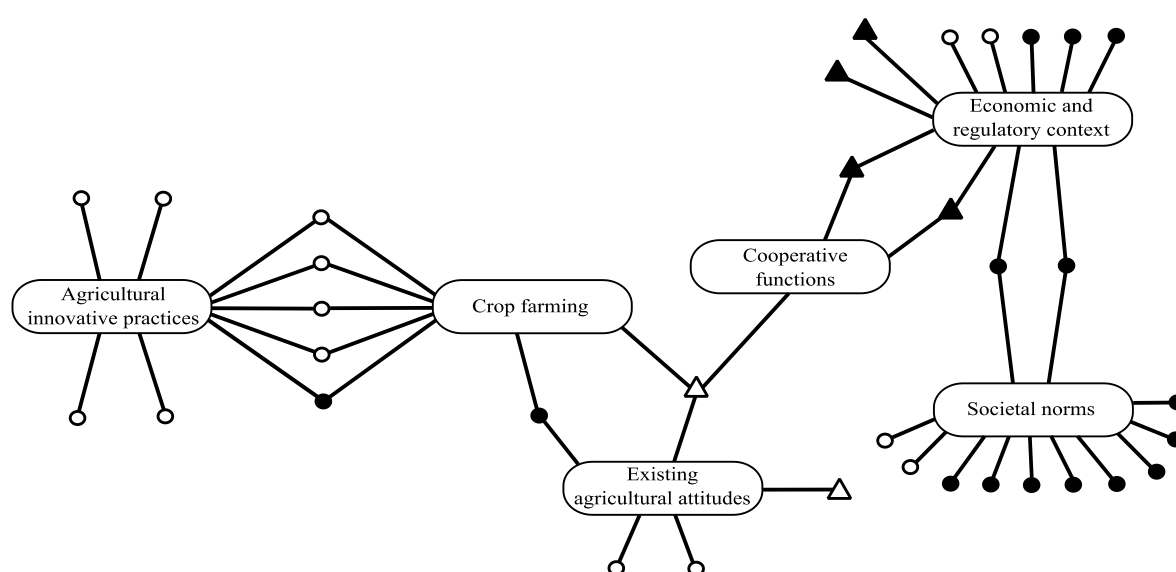 Economic and
regulatory context
Cooperative
functions
Agricultural
innovative practices
Crop farming
Societal norms
Existing
agricultural attitudes